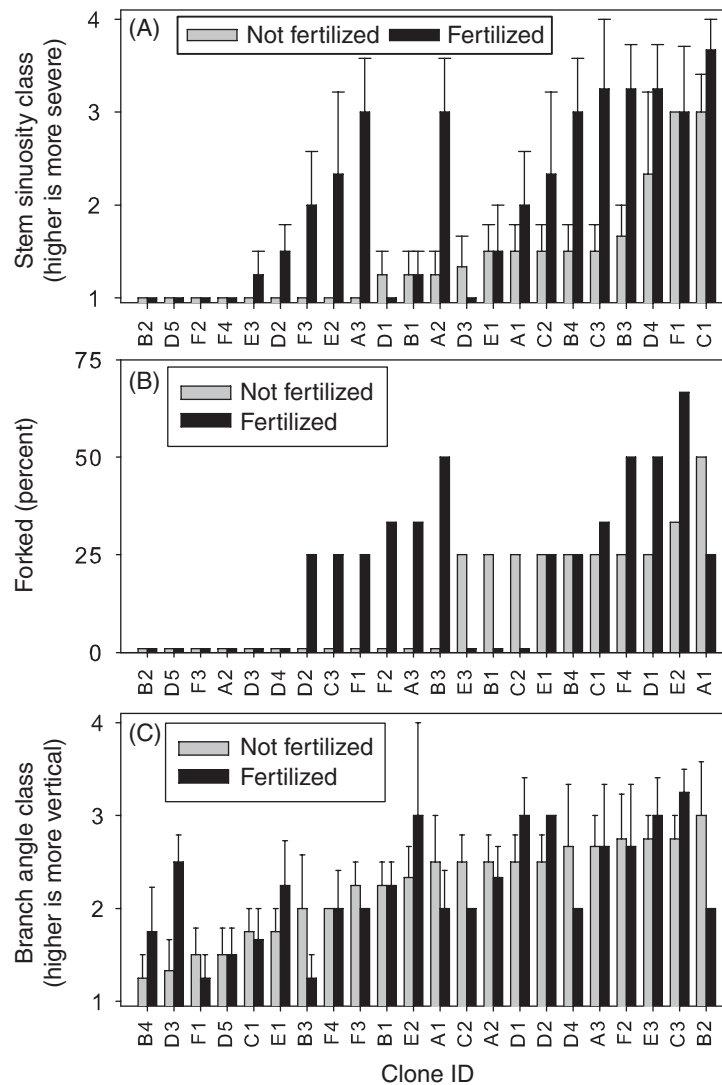 (A)
Not fertilized
Fertilized
Stem sinuosity class
(higher is more severe)
4
3
2
1
B2 D5 F2 F4 E3 D2 F3 E2 A3 D1 B1 A2 D3 E1 A1 C2 B4 C3 B3 D4 F1 C1
(B)
Not fertilized
Fertilized
Forked (percent)
75
50
25
0
B2 D5 F3 A2 D3 D4 D2 C3 F1 F2 A3 B3 E3 B1 C2 E1 B4 C1 F4 D1 E2 A1
(C)
Not fertilized
Fertilized
Branch angle class
(higher is more vertical)
4
3
2
1
B4 D3 F1 D5 C1 E1 B3 F4 F3 B1 E2 A1 C2 A2 D1 D2 D4 A3 F2 E3 C3 B2
Clone ID